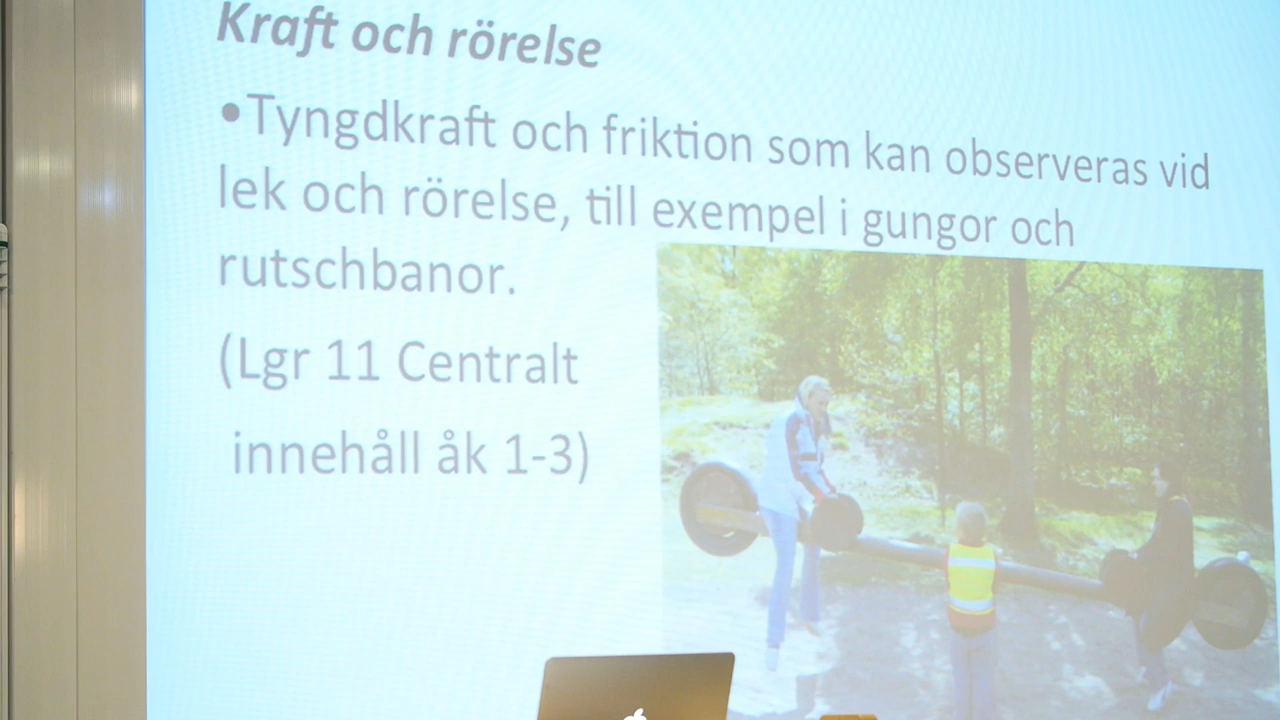 Kraft och rörelse
•Tyngdkraft och friktion som kan observeras vid
lek och rörelse, till exempel i gungor och
rutschbanor.
(Lgr 11 Centralt
innehåll åk 1-3)